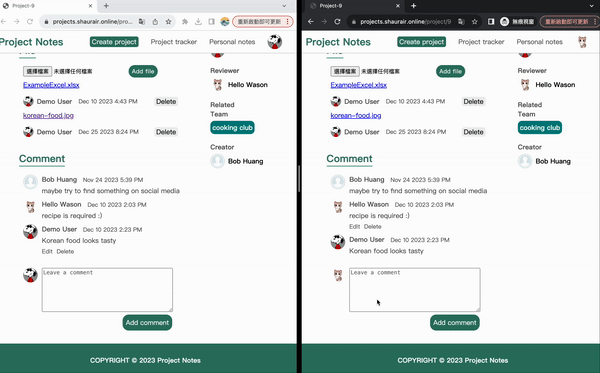 Project-9
projects.shaurair.online/pro...
重新啟動即可更新
Project Notes
Create project
Project tracker
Personal notes
選擇檔案 未選擇任何檔案
Add file
ExampleExcel.xlsx
Demo User Dec 10 2023 4:43 PM Delete
korean-food.jpg
Demo User Dec 25 2023 8:24 PM Delete
Reviewer
Hello Wason
Related
Team
cooking club
Creator
Bob Huang
Comment
Bob Huang Nov 24 2023 5:39 PM
maybe try to find something on social media
Hello Wason Dec 10 2023 2:03 PM
recipe is required :)
Demo User Dec 10 2023 2:23 PM
Korean food looks tasty
Edit Delete
Leave a comment
Add comment
COPYRIGHT © 2023 Project Notes
Project-9
projects.shaurair.online/project/9
無痕視窗
重新啟動即可更新
Project Notes
Create project
Project tracker
Personal notes
選擇檔案 未選擇任何檔案
Add file
ExampleExcel.xlsx
Demo User Dec 10 2023 4:43 PM Delete
korean-food.jpg
Demo User Dec 25 2023 8:24 PM Delete
Reviewer
Hello Wason
Related
Team
cooking club
Creator
Bob Huang
Comment
Bob Huang Nov 24 2023 5:39 PM
maybe try to find something on social media
Hello Wason Dec 10 2023 2:03 PM
recipe is required :)
Edit Delete
Demo User Dec 10 2023 2:23 PM
Korean food looks tasty
Leave a comment
Add comment
COPYRIGHT © 2023 Project Notes